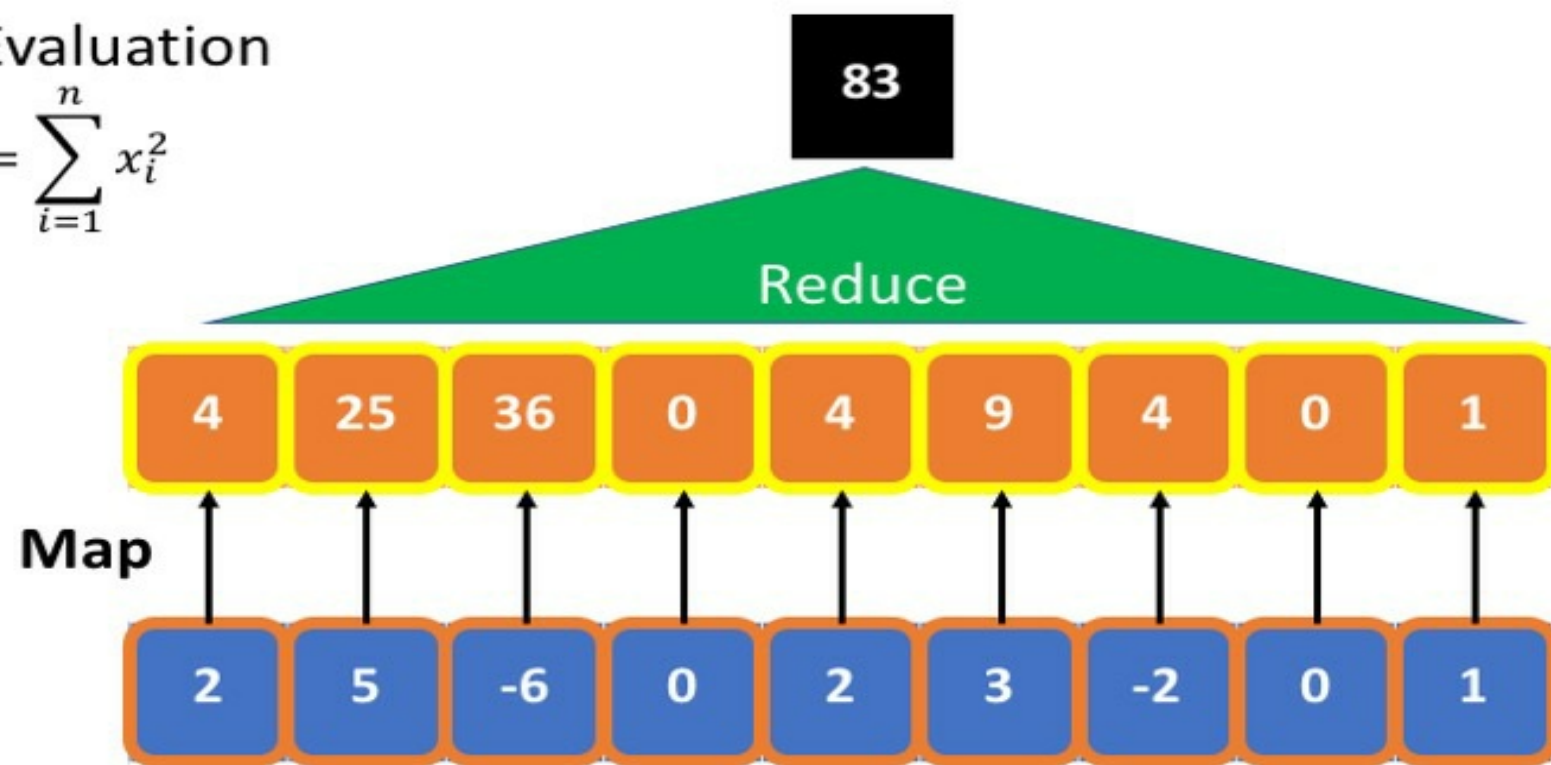 Evaluation
= \sum_{i=1}^{n} x_i^2
83
Reduce
4 25 36 0 4 9 4 0 1
Map
2 5 -6 0 2 3 -2 0 1